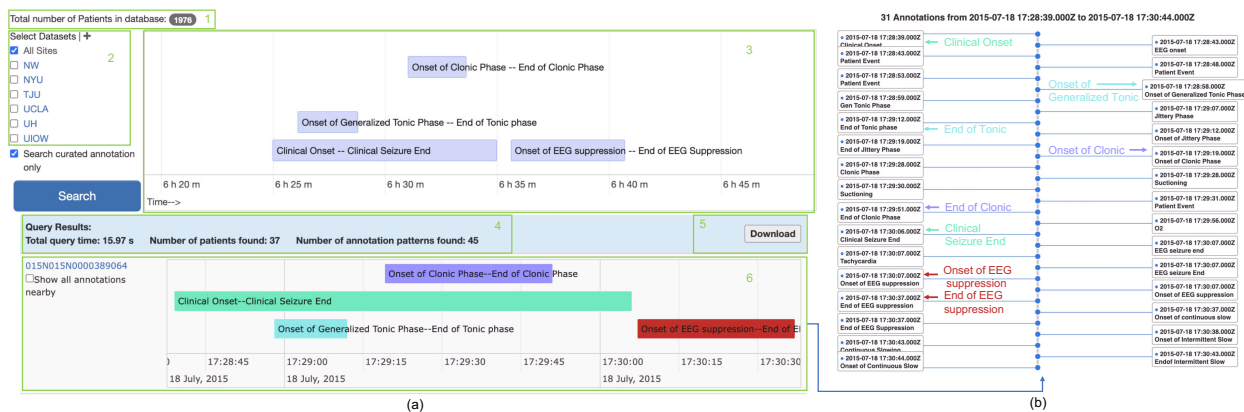 Total number of Patients in database: 1976
1
Select Datasets | +
All Sites
NW
NYU
TJU
UCLA
UH
UIOW
2
Search curated annotation
only
Search
3
Onset of Clonic Phase -- End of Clonic Phase
Onset of Generalized Tonic Phase -- End of Tonic phase
Clinical Onset -- Clinical Seizure End
Onset of EEG suppression -- End of EEG Suppression
6 h 20 m
6 h 25 m
6 h 30 m
6 h 35 m
6 h 40 m
6 h 45 m
Time-->
Query Results:
4
5
Total query time: 15.97 s Number of patients found: 37 Number of annotation patterns found: 45
Download
015N015N0000389064
Show all annotations
nearby
6
Onset of Clonic Phase--End of Clonic Phase
Clinical Onset--Clinical Seizure End
Onset of Generalized Tonic Phase--End of Tonic phase
Onset of EEG suppression--End of El
17:28:45
17:29:00
17:29:15
17:29:30
17:29:45
17:30:00
17:30:15
17:30:30
18 July, 2015
18 July, 2015
18 July, 2015
(a)
31 Annotations from 2015-07-18 17:28:39.000Z to 2015-07-18 17:30:44.000Z
2015-07-18 17:28:39.000Z
Clinical Onset
Clinical Onset
2015-07-18 17:28:43.000Z
Patient Event
2015-07-18 17:28:53.000Z
Patient Event
2015-07-18 17:28:59.000Z
Gen Tonic Phase
2015-07-18 17:29:12.000Z
End of Tonic phase
End of Tonic
2015-07-18 17:29:19.000Z
End of Jittery Phase
2015-07-18 17:29:28.000Z
Clonic Phase
2015-07-18 17:29:30.000Z
Suctioning
2015-07-18 17:29:51.000Z
End of Clonic Phase
End of Clonic
2015-07-18 17:30:06.000Z
Clinical Seizure End
Clinical
Seizure End
2015-07-18 17:30:07.000Z
Tachycardia
2015-07-18 17:30:07.000Z
Onset of EEG suppression
Onset of EEG
suppression
2015-07-18 17:30:37.000Z
End of EEG suppression
End of EEG
suppression
2015-07-18 17:30:37.000Z
End of EEG Suppression
2015-07-18 17:30:43.000Z
Continuous Slowing
2015-07-18 17:30:44.000Z
Onset of Continuous Slow
2015-07-18 17:28:43.000Z
EEG onset
2015-07-18 17:28:48.000Z
Patient Event
Onset of
Generalized Tonic
2015-07-18 17:28:58.000Z
Onset of Generalized Tonic Phase
2015-07-18 17:29:07.000Z
Jittery Phase
2015-07-18 17:29:12.000Z
Onset of Jittery Phase
Onset of Clonic
2015-07-18 17:29:19.000Z
Onset of Clonic Phase
2015-07-18 17:29:28.000Z
Suctioning
2015-07-18 17:29:31.000Z
Patient Event
2015-07-18 17:29:56.000Z
O2
2015-07-18 17:30:07.000Z
EEG seizure end
2015-07-18 17:30:07.000Z
EEG seizure End
2015-07-18 17:30:07.000Z
Onset of EEG suppression
2015-07-18 17:30:37.000Z
Onset of continuous slow
2015-07-18 17:30:38.000Z
Onset of Intermittent Slow
2015-07-18 17:30:43.000Z
Endof Intermittent Slow
(b)